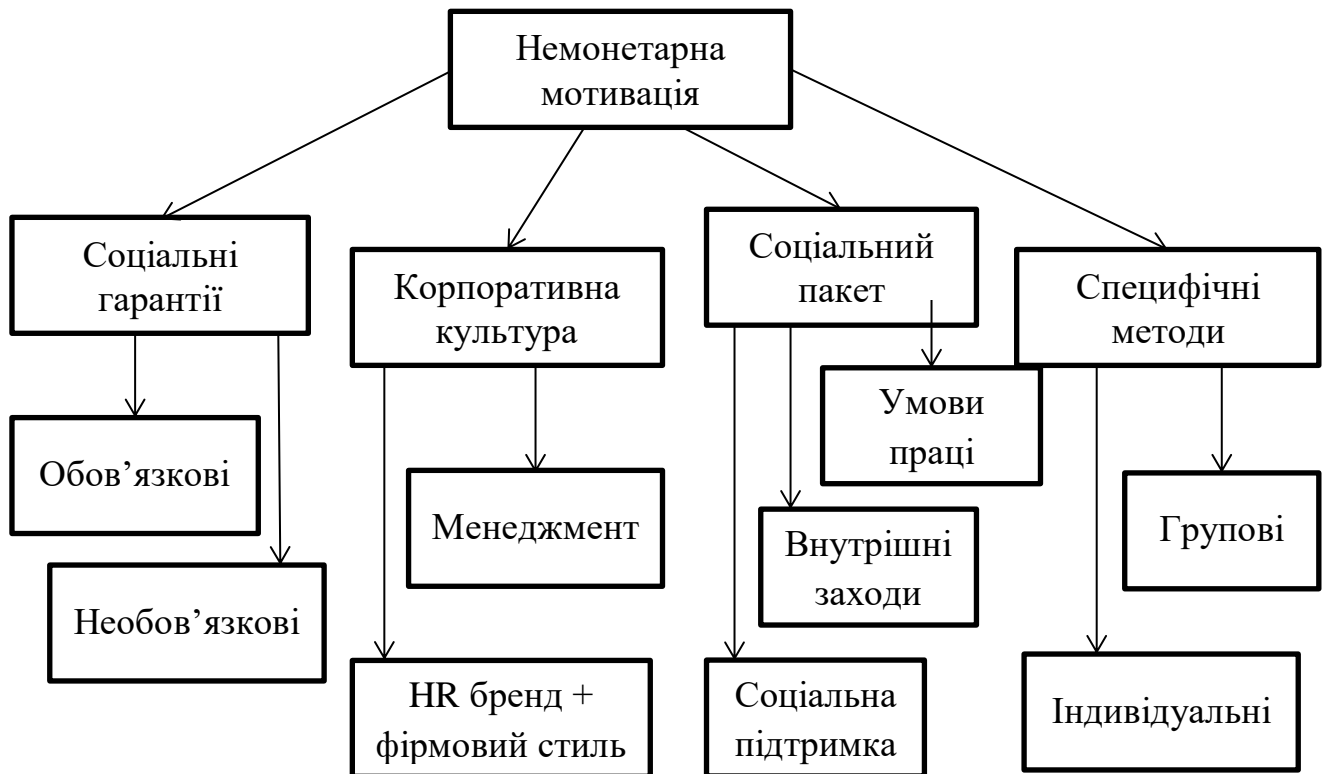 Немонетарна
мотивація
Соціальні
гарантії
Корпоративна
культура
Соціальний
пакет
Специфічні
методи
Обов’язкові
Необов’язкові
Менеджмент
HR бренд +
фірмовий стиль
Умови
праці
Внутрішні
заходи
Соціальна
підтримка
Групові
Індивідуальні